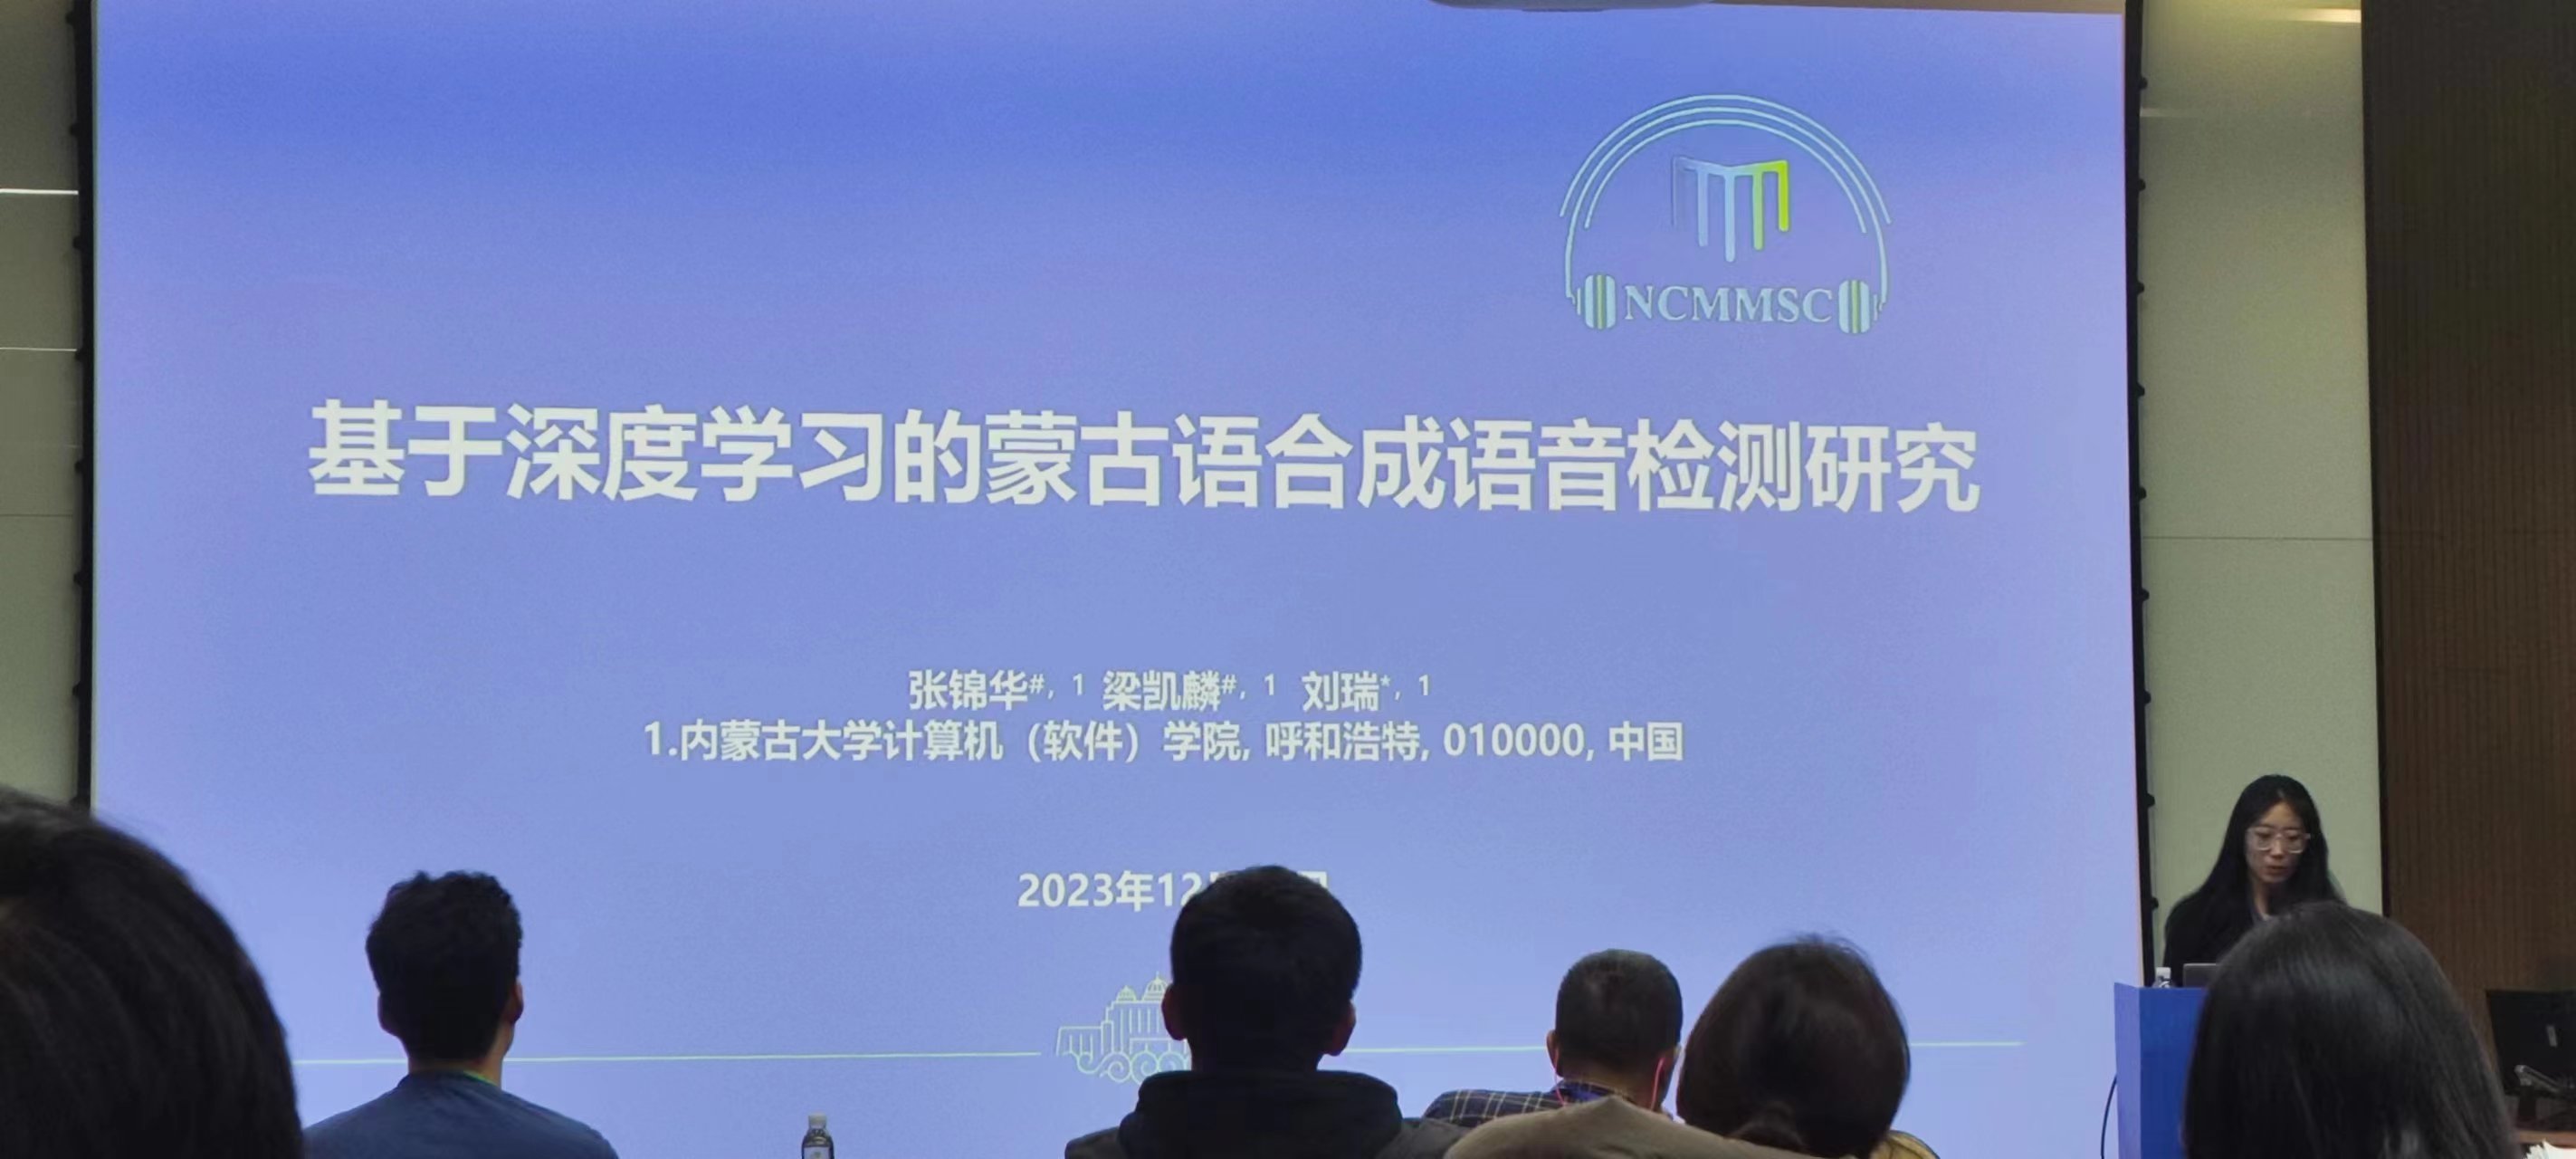 NCMMSC
基于深度学习的蒙古语合成语音检测研究
张锦华#, 1 梁凯麟#, 1 刘瑞*, 1
1.内蒙古大学计算机（软件）学院, 呼和浩特, 010000, 中国
2023年12